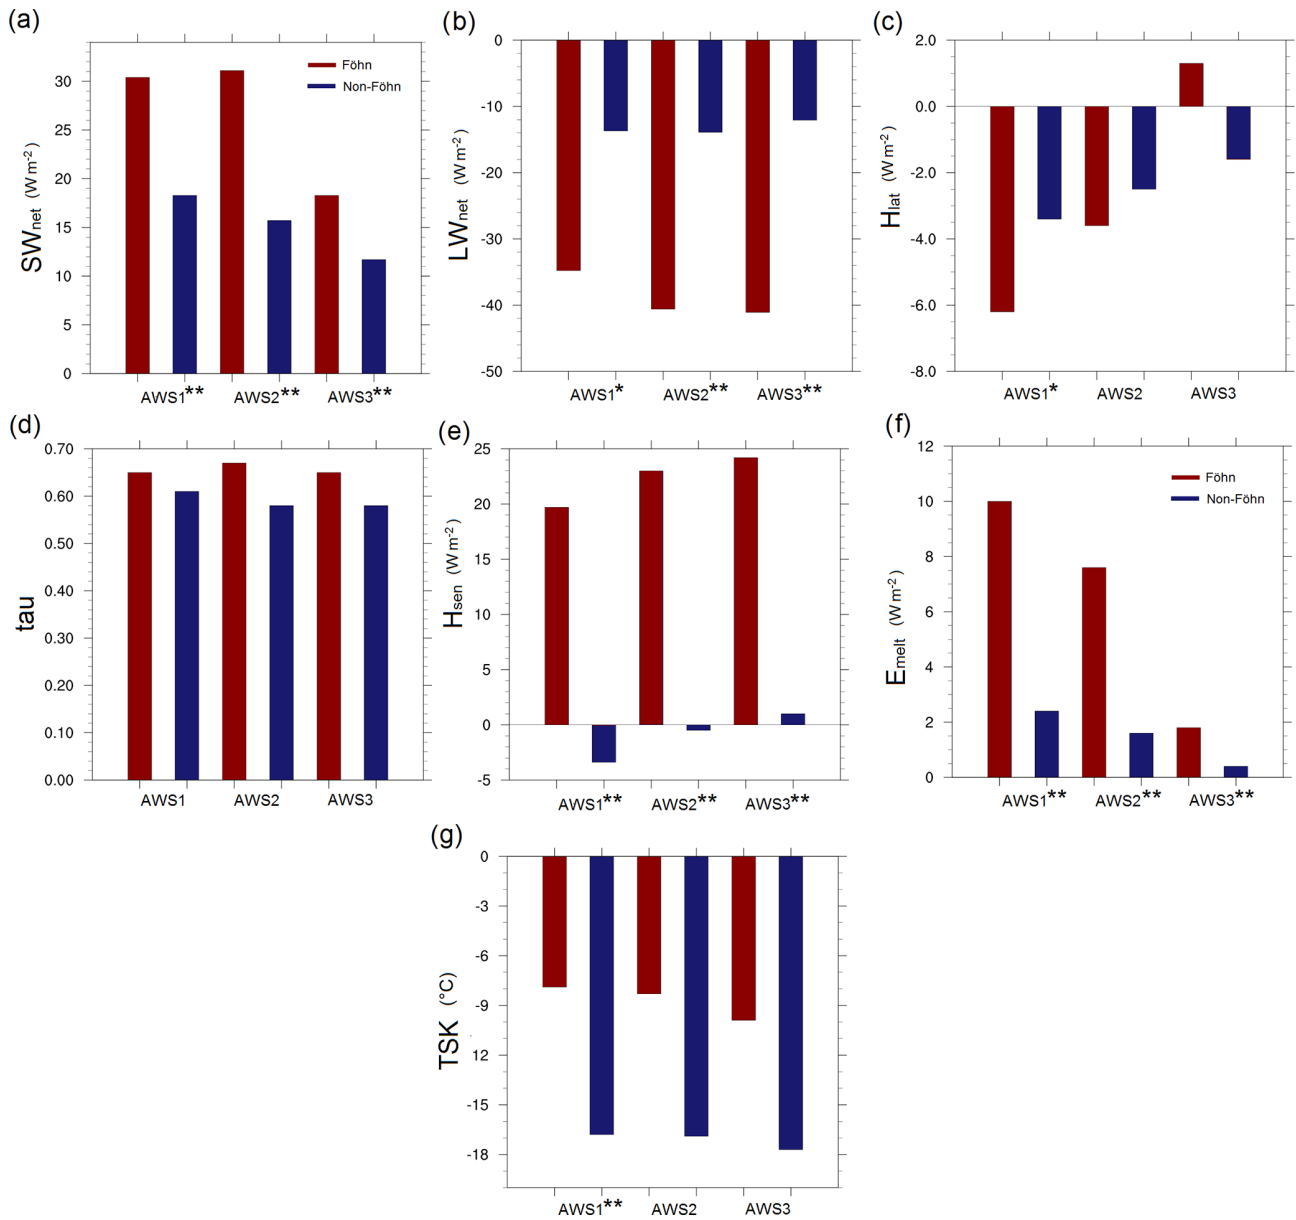 (a)
SWnet (W m-2)
30
25
20
15
10
5
0
Föhn
Non-Föhn
AWS1** AWS2** AWS3**
(b)
LWnet (W m-2)
0
-10
-20
-30
-40
-50
AWS1* AWS2** AWS3**
(c)
Hlat (W m-2)
2.0
0.0
-2.0
-4.0
-6.0
-8.0
AWS1* AWS2 AWS3
(d)
tau
0.70
0.60
0.50
0.40
0.30
0.20
0.10
0.00
AWS1 AWS2 AWS3
(e)
Hsen (W m-2)
25
20
15
10
5
0
-5
AWS1** AWS2** AWS3**
(f)
Emelt (W m-2)
12
10
8
6
4
2
0
Föhn
Non-Föhn
AWS1** AWS2** AWS3**
(g)
TSK (°C)
0
-3
-6
-9
12
-15
-18
AWS1** AWS2 AWS3